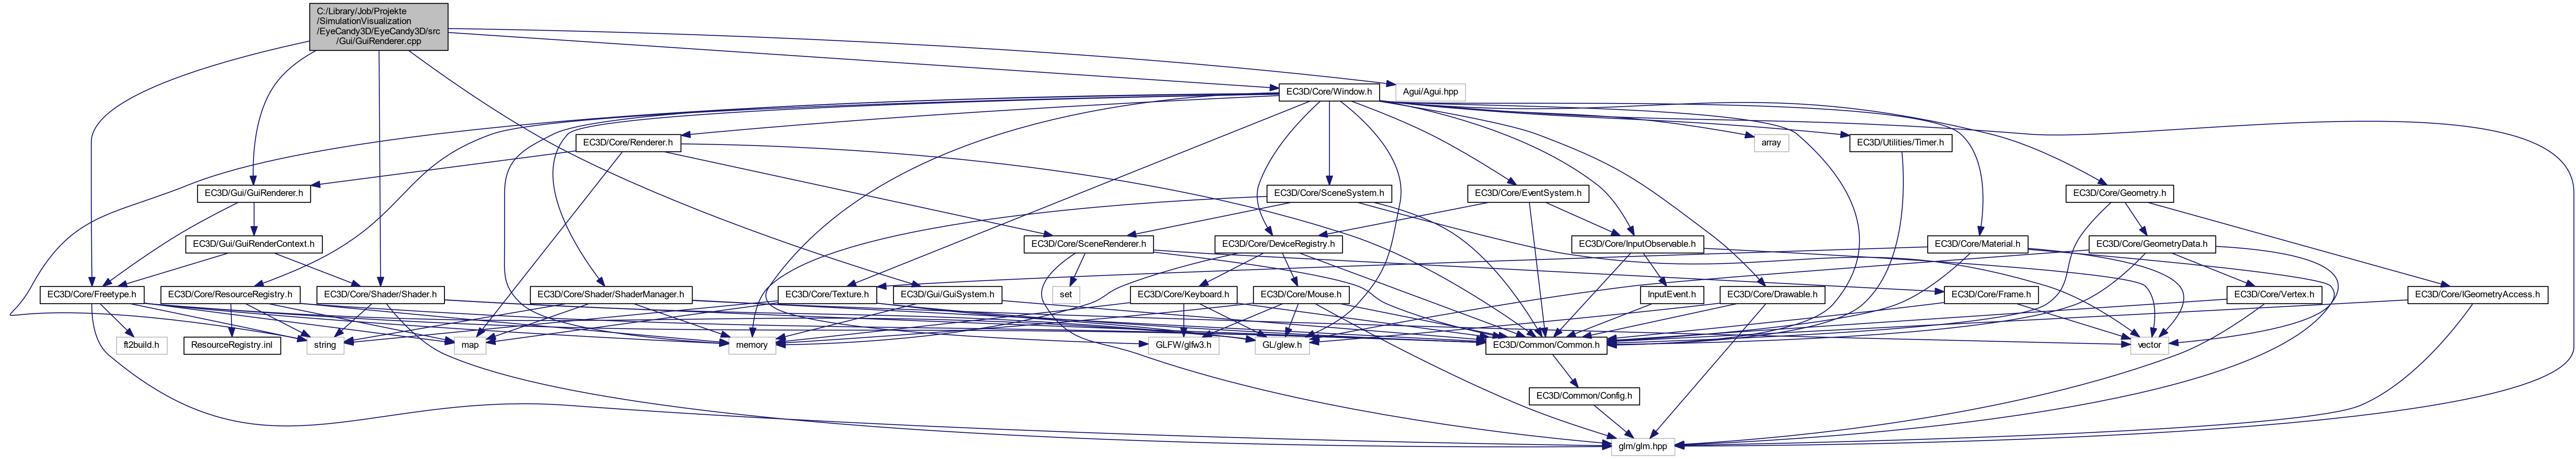 C:/Library/Job/Projekte
/SimulationVisualization
/EyeCandy3D/EyeCandy3D/src
/Gui/GuiRenderer.cpp
EC3D/Core/Window.h
Agui/Agui.hpp
EC3D/Core/Renderer.h
array
EC3D/Utilities/Timer.h
EC3D/Gui/GuiRenderer.h
EC3D/Core/SceneSystem.h
EC3D/Core/EventSystem.h
EC3D/Core/Geometry.h
EC3D/Gui/GuiRenderContext.h
EC3D/Core/SceneRenderer.h
EC3D/Core/DeviceRegistry.h
EC3D/Core/InputObservable.h
EC3D/Core/Material.h
EC3D/Core/GeometryData.h
EC3D/Core/Freetype.h
EC3D/Core/ResourceRegistry.h
EC3D/Core/Shader/Shader.h
EC3D/Core/Shader/ShaderManager.h
EC3D/Core/Texture.h
EC3D/Gui/GuiSystem.h
set
EC3D/Core/Keyboard.h
EC3D/Core/Mouse.h
InputEvent.h
EC3D/Core/Drawable.h
EC3D/Core/Frame.h
EC3D/Core/Vertex.h
EC3D/Core/IGeometryAccess.h
ft2build.h
ResourceRegistry.inl
string
map
memory
GLFW/glfw3.h
GL/glew.h
EC3D/Common/Common.h
vector
EC3D/Common/Config.h
glm/glm.hpp